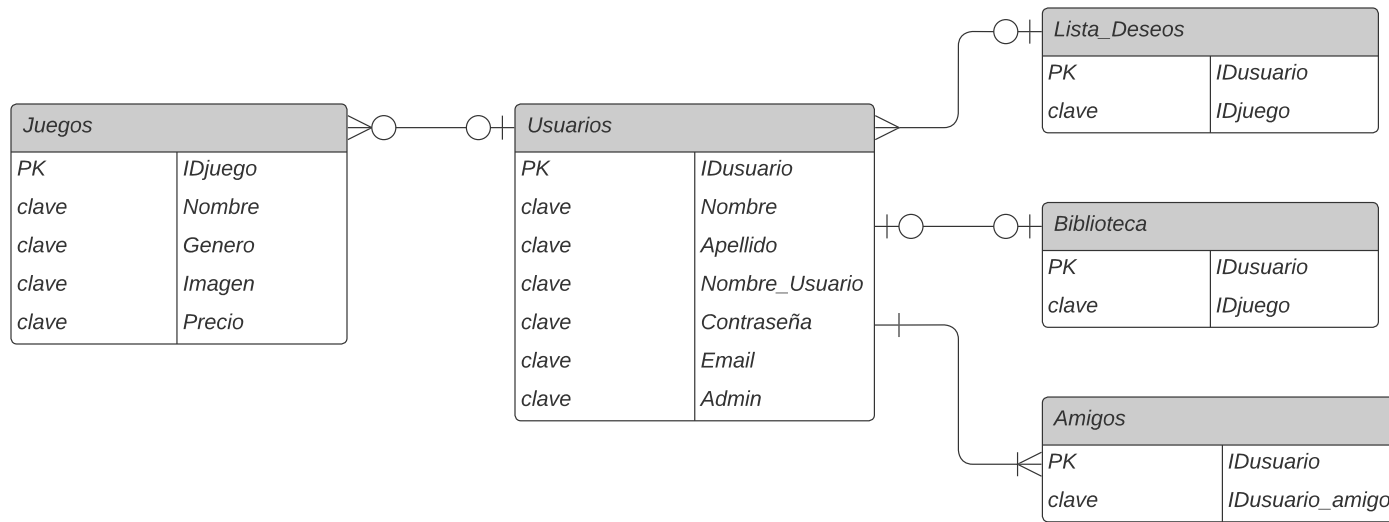 Juegos
PK IDjuego
clave Nombre
clave Genero
clave Imagen
clave Precio
Usuarios
PK IDusuario
clave Nombre
clave Apellido
clave Nombre_Usuario
clave Contraseña
clave Email
clave Admin
Lista_Deseos
PK IDusuario
clave IDjuego
Biblioteca
PK IDusuario
clave IDjuego
Amigos
PK IDusuario
clave IDusuario_amigo